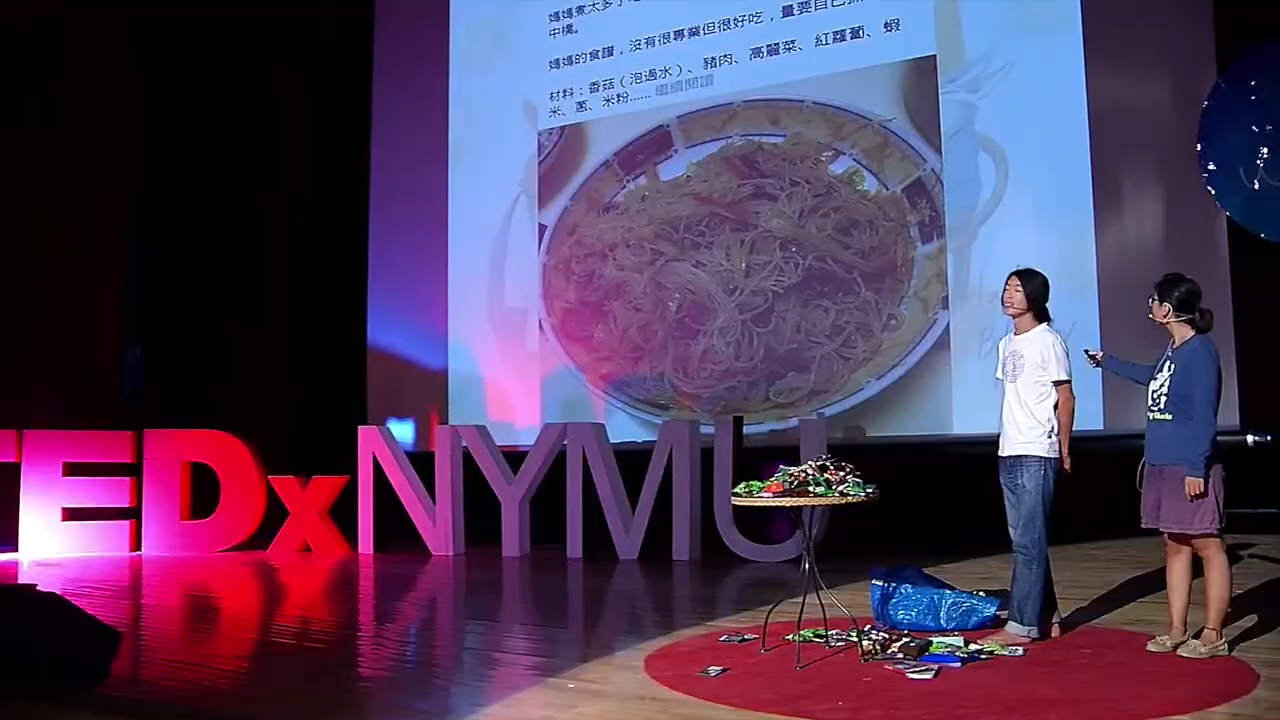 媽媽煮太多了
中橋。
媽媽的食譜，沒有很專業但很好吃，量要自己抓
材料：香菇（泡過水）、豬肉、高麗菜、紅蘿蔔、蝦
米、蔥、米粉...... 繼續閱讀
TEDxNYMU